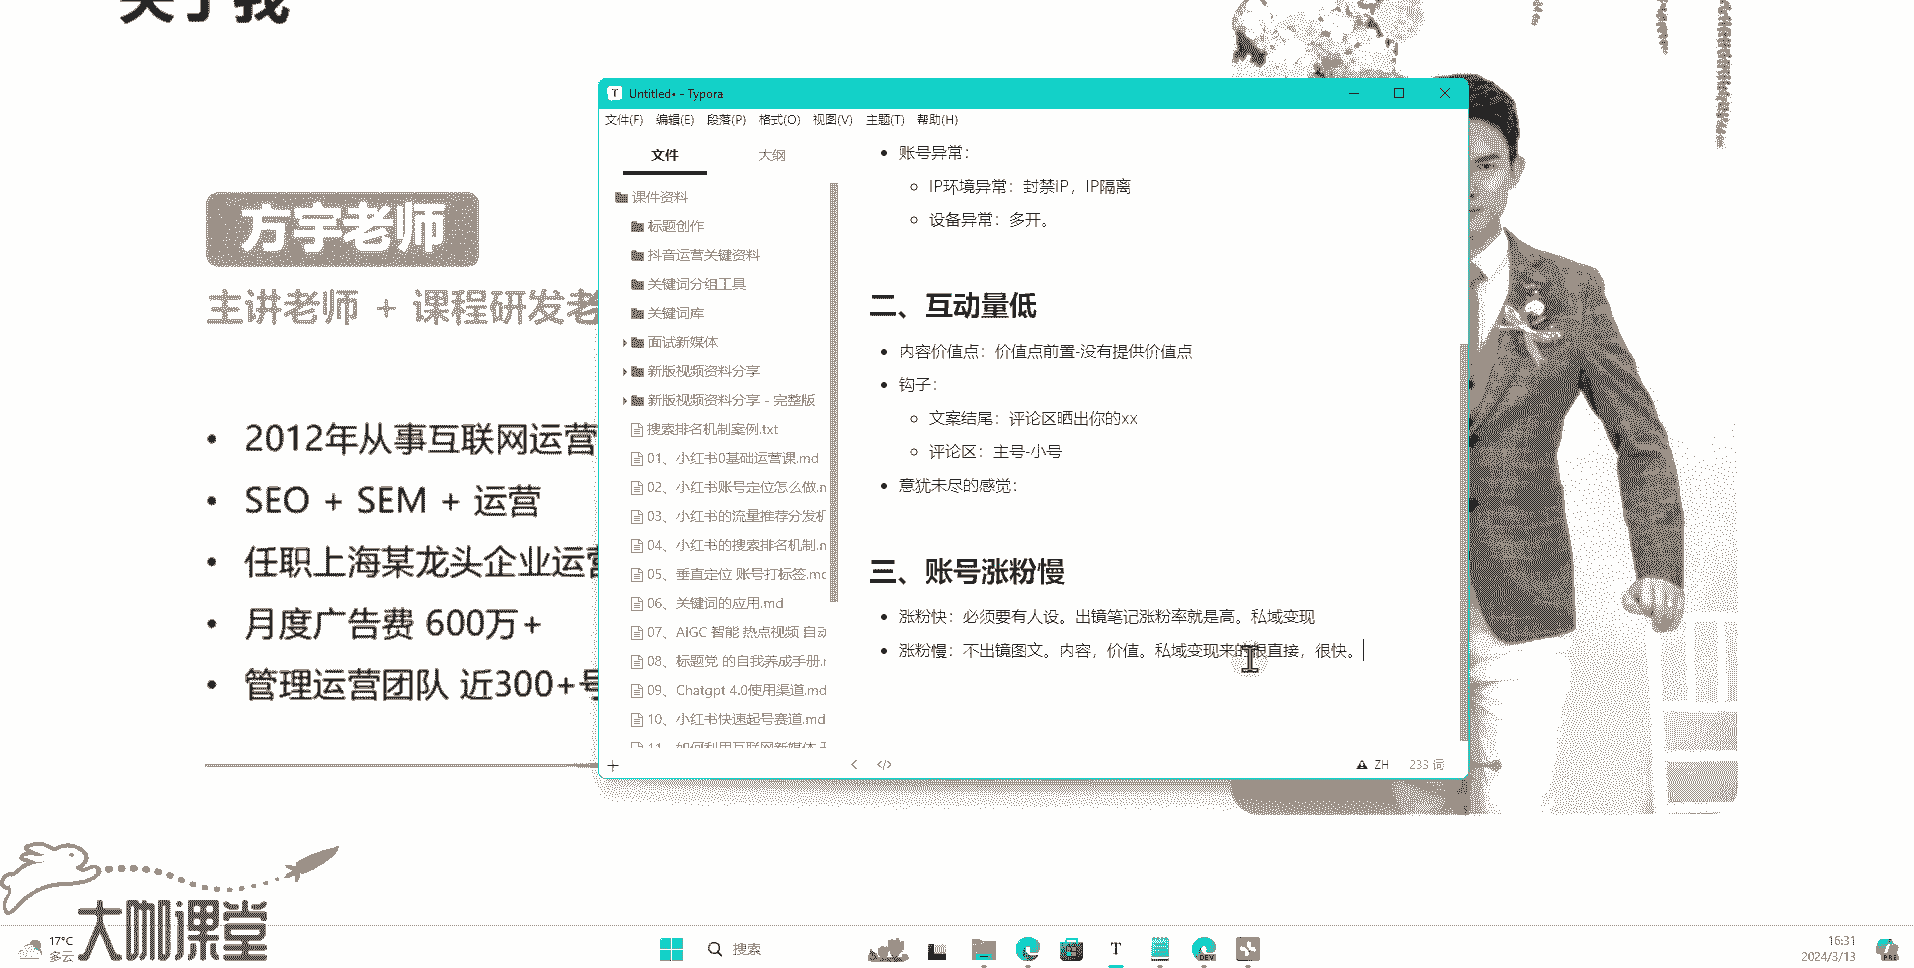 关于我
方宇老师
主讲老师 + 课程研发老
2012年从事互联网运营
SEO + SEM + 运营
任职上海某龙头企业运营
月度广告费 600万+
管理运营团队 近300+号
Untitled• - Typora
文件(F) 编辑(E) 段落(P) 格式(O) 视图(V) 主题(T) 帮助(H)
文件 大纲
课件资料
标题创作
抖音运营关键资料
关键词分组工具
关键词库
面试新媒体
新版视频资料分享
新版视频资料分享 - 完整版
搜索排名机制案例.txt
01、小红书0基础运营课.md
02、小红书账号定位怎么做.n
03、小红书的流量推荐分发机
04、小红书的搜索排名机制.n
05、垂直定位 账号打标签.mc
06、关键词的应用.md
07、AIGC 智能 热点视频 自动
08、标题党 的自我养成手册.r
09、Chatgpt 4.0使用渠道.md
10、小红书快速起号赛道.md
11、如何利用互联网新媒体
账号异常：
IP环境异常：封禁IP，IP隔离
设备异常：多开。
二、互动量低
内容价值点：价值点前置-没有提供价值点
钩子：
文案结尾：评论区晒出你的xx
评论区：主号-小号
意犹未尽的感觉：
三、账号涨粉慢
涨粉快：必须要有人设。出镜笔记涨粉率就是高。私域变现
涨粉慢：不出镜图文。内容，价值。私域变现来的很直接，很快。
ZH 233 词
大咖课堂
17°C
多云
搜索
DEV
16:31
2024/3/13
PRE